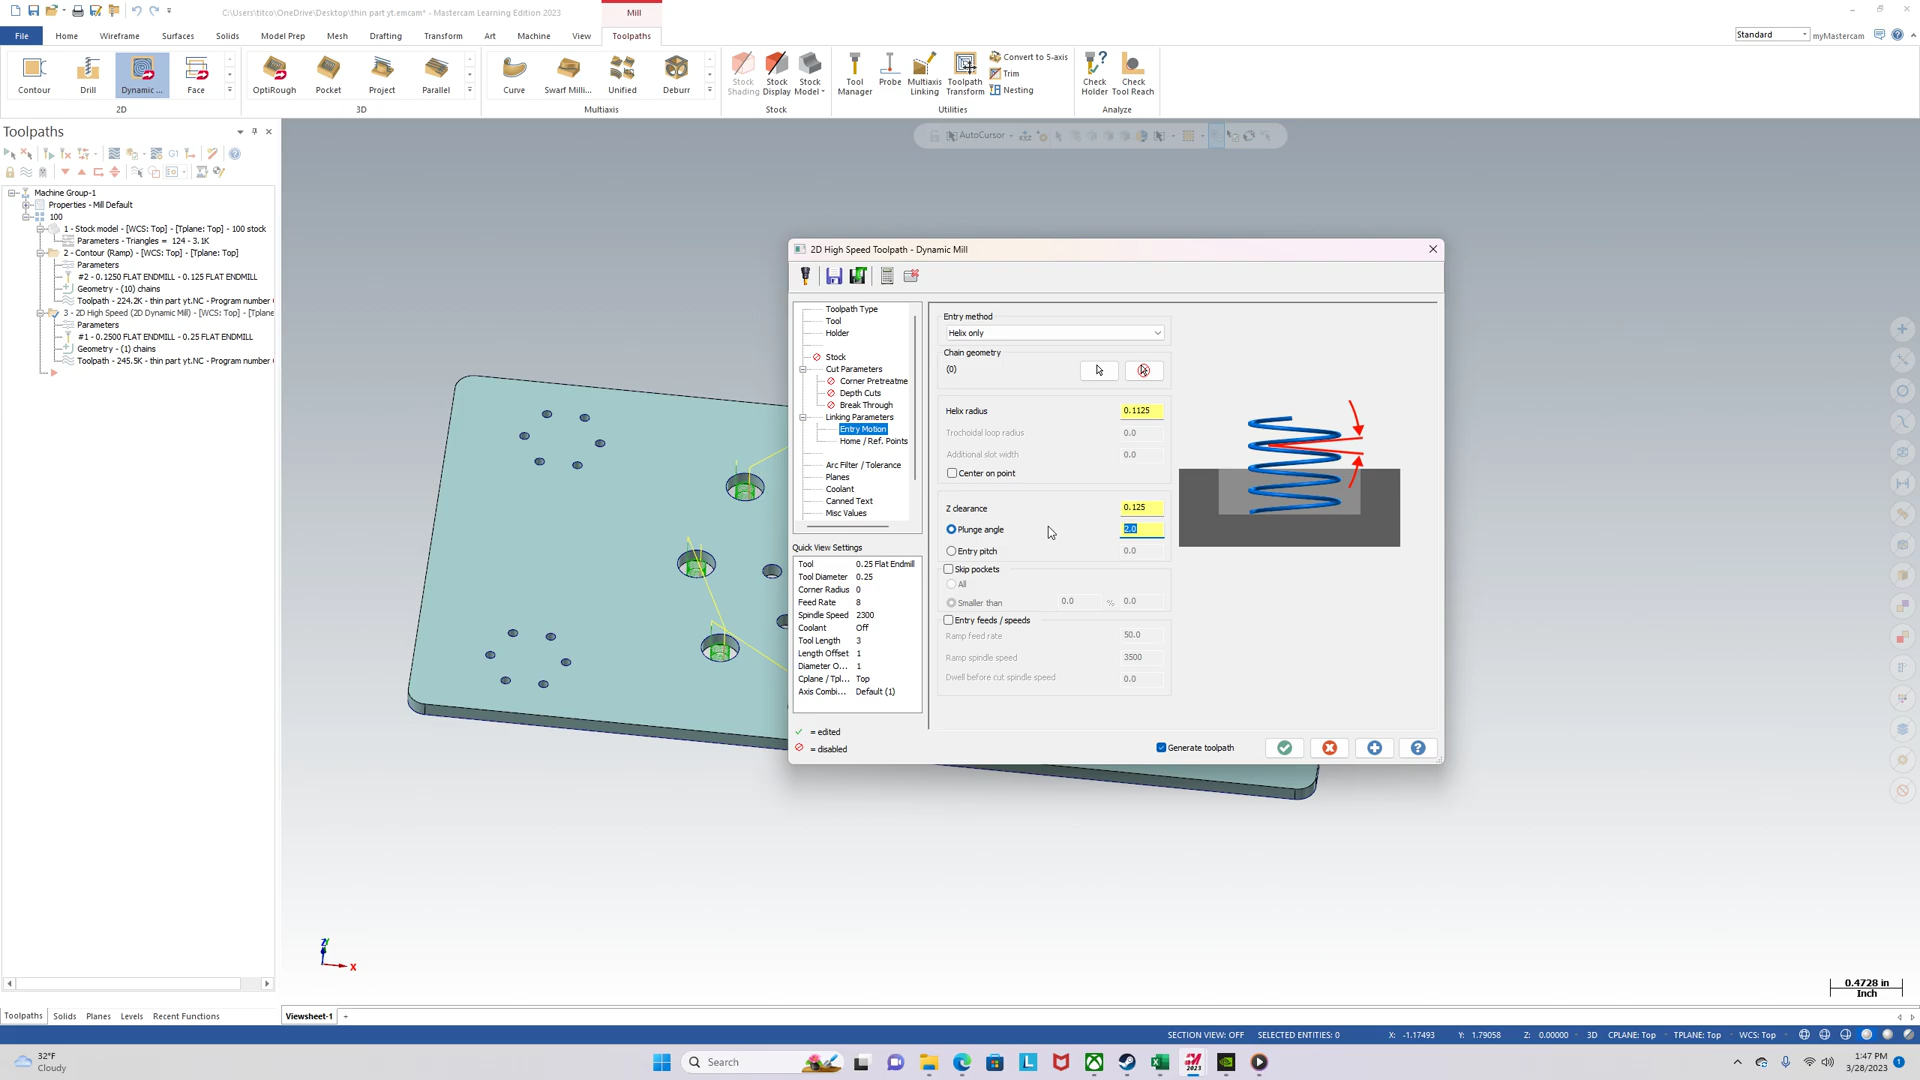 C:\Users\titco\OneDrive\Desktop\thin part yt.emcam* - Mastercam Learning Edition 2023
Mill
File
Home
Wireframe
Surfaces
Solids
Model Prep
Mesh
Drafting
Transform
Art
Machine
View
Toolpaths
Standard
myMastercam
Contour
Drill
Dynamic ...
Face
OptiRough
Pocket
Project
Parallel
Curve
Swarf Milli...
Unified
Deburr
Stock Shading
Stock Display
Stock Model
Tool Manager
Probe
Multiaxis Linking
Toolpath Transform
Convert to 5-axis
Trim
Nesting
Check Holder
Check Tool Reach
2D
3D
Multiaxis
Stock
Utilities
Analyze
Toolpaths
AutoCursor
G1
Machine Group-1
Properties - Mill Default
100
1 - Stock model - [WCS: Top] - [Tplane: Top] - 100 stock
Parameters - Triangles = 124 - 3.1K
2 - Contour (Ramp) - [WCS: Top] - [Tplane: Top]
Parameters
#2 - 0.1250 FLAT ENDMILL - 0.125 FLAT ENDMILL
Geometry - (10) chains
Toolpath - 224.2K - thin part yt.NC - Program number
3 - 2D High Speed (2D Dynamic Mill) - [WCS: Top] - [Tplane
Parameters
#1 - 0.2500 FLAT ENDMILL - 0.25 FLAT ENDMILL
Geometry - (1) chains
Toolpath - 245.5K - thin part yt.NC - Program number
2D High Speed Toolpath - Dynamic Mill
Toolpath Type
Tool
Holder
Stock
Cut Parameters
Corner Pretreatme
Depth Cuts
Break Through
Linking Parameters
Entry Motion
Home / Ref. Points
Arc Filter / Tolerance
Planes
Coolant
Canned Text
Misc Values
Quick View Settings
Tool 0.25 Flat Endmill
Tool Diameter 0.25
Corner Radius 0
Feed Rate 8
Spindle Speed 2300
Coolant Off
Tool Length 3
Length Offset 1
Diameter O... 1
Cplane / Tpl... Top
Axis Combi... Default (1)
= edited
= disabled
Entry method
Helix only
Chain geometry
(0)
Helix radius 0.1125
Trochoidal loop radius 0.0
Additional slot width 0.0
Center on point
Z clearance 0.125
Plunge angle 2.0
Entry pitch 0.0
Skip pockets
All
Smaller than 0.0 % 0.0
Entry feeds / speeds
Ramp feed rate 50.0
Ramp spindle speed 3500
Dwell before cut spindle speed 0.0
Generate toolpath
Z
X
0.4728 in
Inch
Toolpaths
Solids
Planes
Levels
Recent Functions
Viewsheet-1
+
SECTION VIEW: OFF SELECTED ENTITIES: 0 X: -1.17493 Y: 1.79058 Z: 0.00000 3D CPLANE: Top TPLANE: Top WCS: Top
32°F
Cloudy
Search
2023
1:47 PM
3/28/2023
1